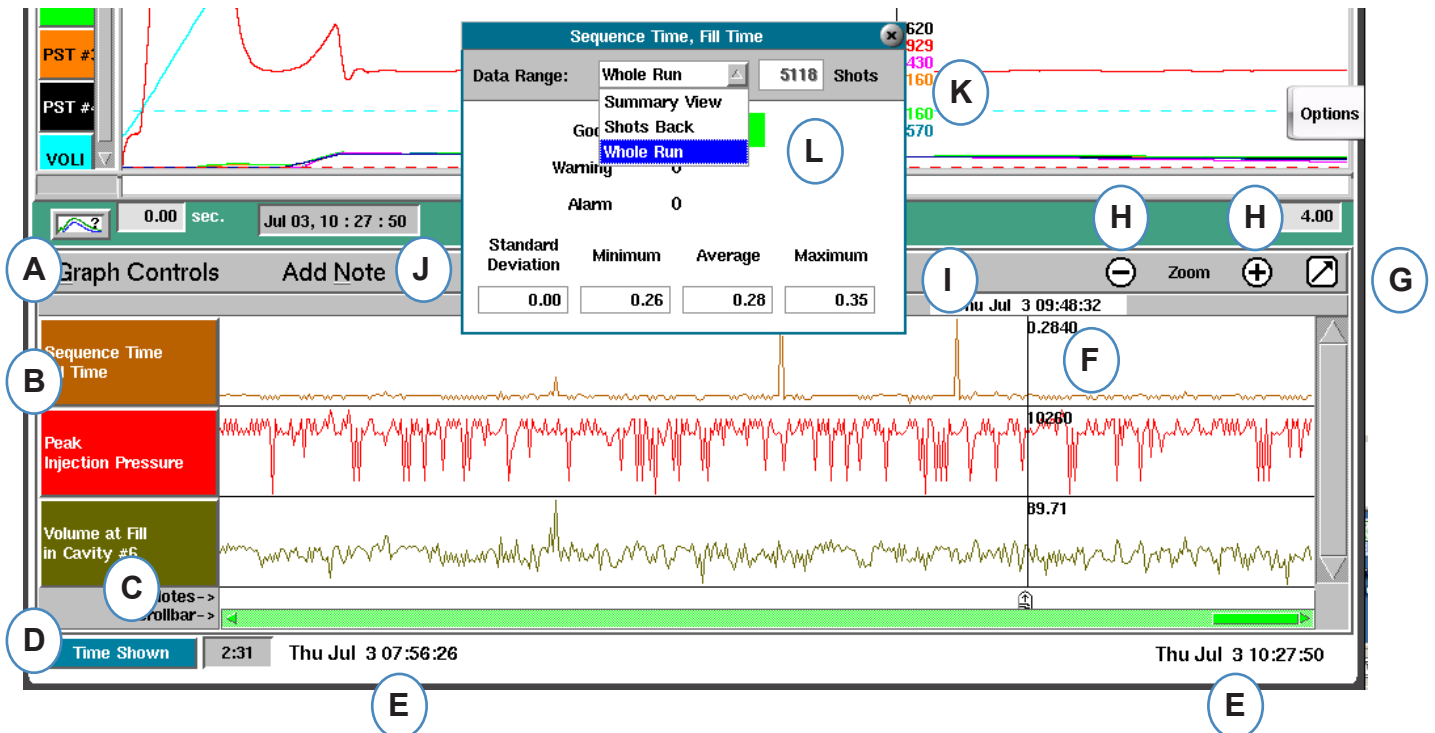 PST #3
PST #4
VOLI
Sequence Time, Fill Time
Data Range:
Whole Run
5118 Shots
Summary View
Shots Back
Whole Run
Warning 0
Alarm 0
Standard Deviation
Minimum
Average
Maximum
0.00
0.26
0.28
0.35
620
929
430
160
160
570
K
L
Options
0.00 sec.
Jul 03, 10 : 27 : 50
H
H
4.00
A
Graph Controls
Add Note
J
I
Zoom
G
Thu Jul 3 09:48:32
B
Sequence Time
Fill Time
0.2840
F
Peak
Injection Pressure
10260
Volume at Fill
in Cavity #6
89.71
C
Notes->
Scrollbar->
D
Time Shown
2:31
Thu Jul 3 07:56:26
Thu Jul 3 10:27:50
E
E